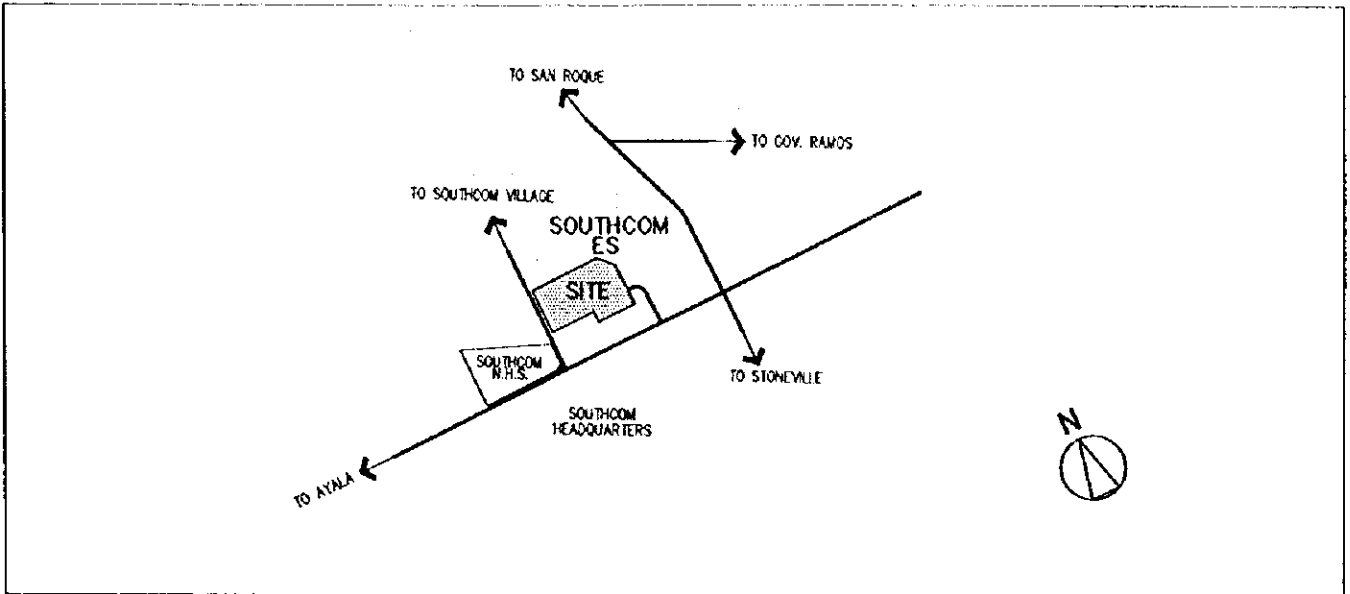 TO SAN ROQUE
TO GOV. RAMOS
TO SOUTHCOM VILLAGE
SOUTHCOM
ES
SITE
SOUTHCOM
N.H.S.
TO STONEVILLE
SOUTHCOM
HEADQUARTERS
TO AYALA
N